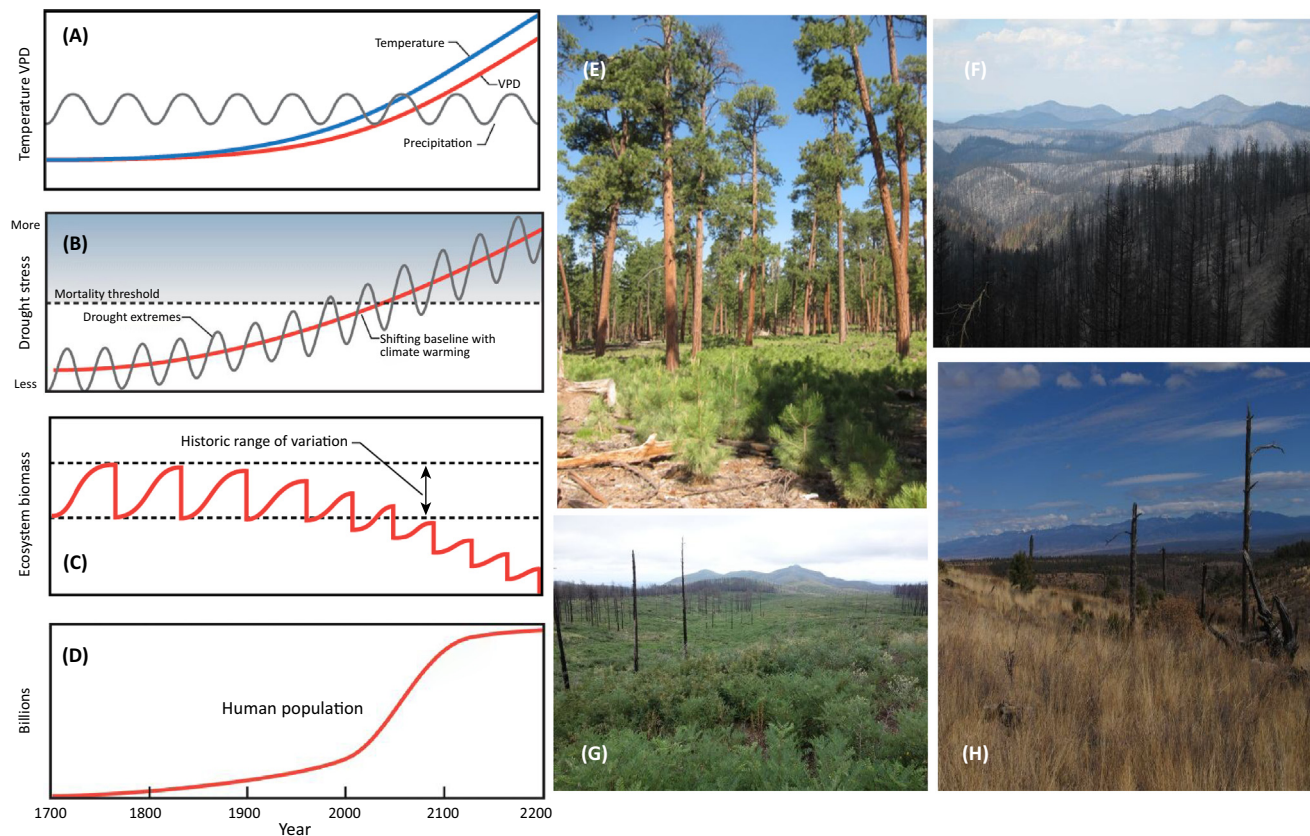 (A)
Temperature VPD
Temperature
VPD
Precipitation
(B)
More
Drought stress
Less
Mortality threshold
Drought extremes
Shifting baseline with
climate warming
(C)
Ecosystem biomass
Historic range of variation
(D)
Billions
Human population
1700
1800
1900
2000
2100
2200
Year
(E)
(F)
(G)
(H)